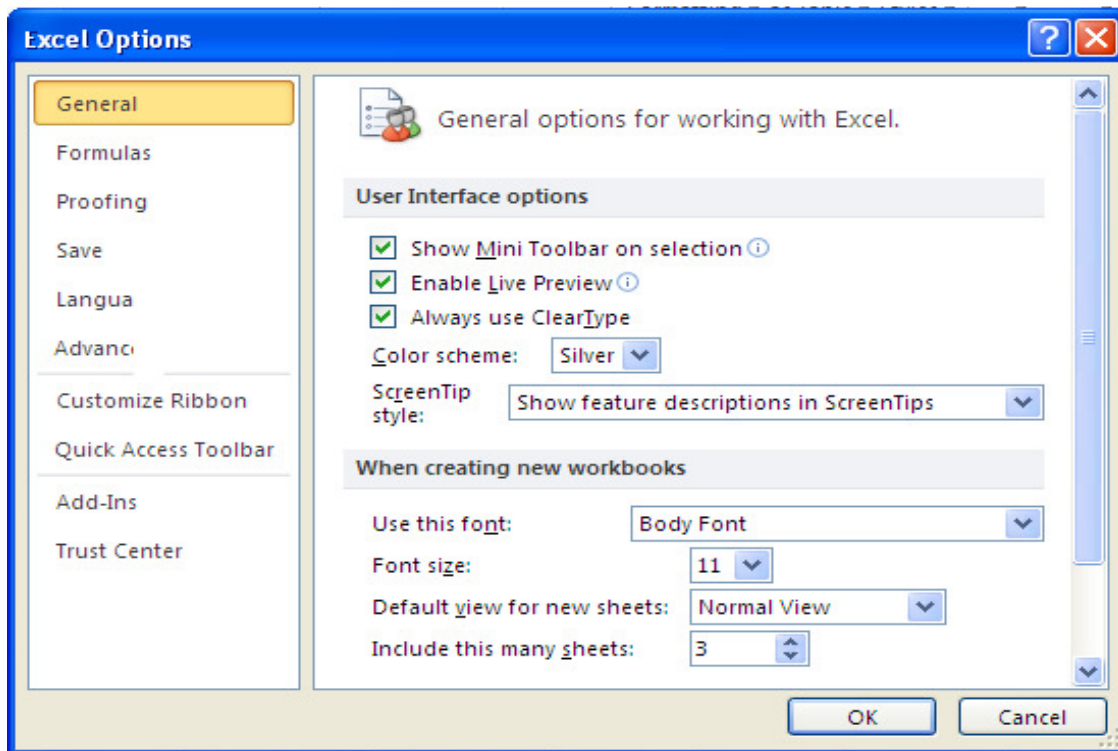 Excel Options
General
Formulas
Proofing
Save
Langua
Advanc
Customize Ribbon
Quick Access Toolbar
Add-Ins
Trust Center
General options for working with Excel.
User Interface options
Show Mini Toolbar on selection
Enable Live Preview
Always use ClearType
Color scheme: Silver
ScreenTip
style: Show feature descriptions in ScreenTips
When creating new workbooks
Use this font: Body Font
Font size: 11
Default view for new sheets: Normal View
Include this many sheets: 3
OK Cancel